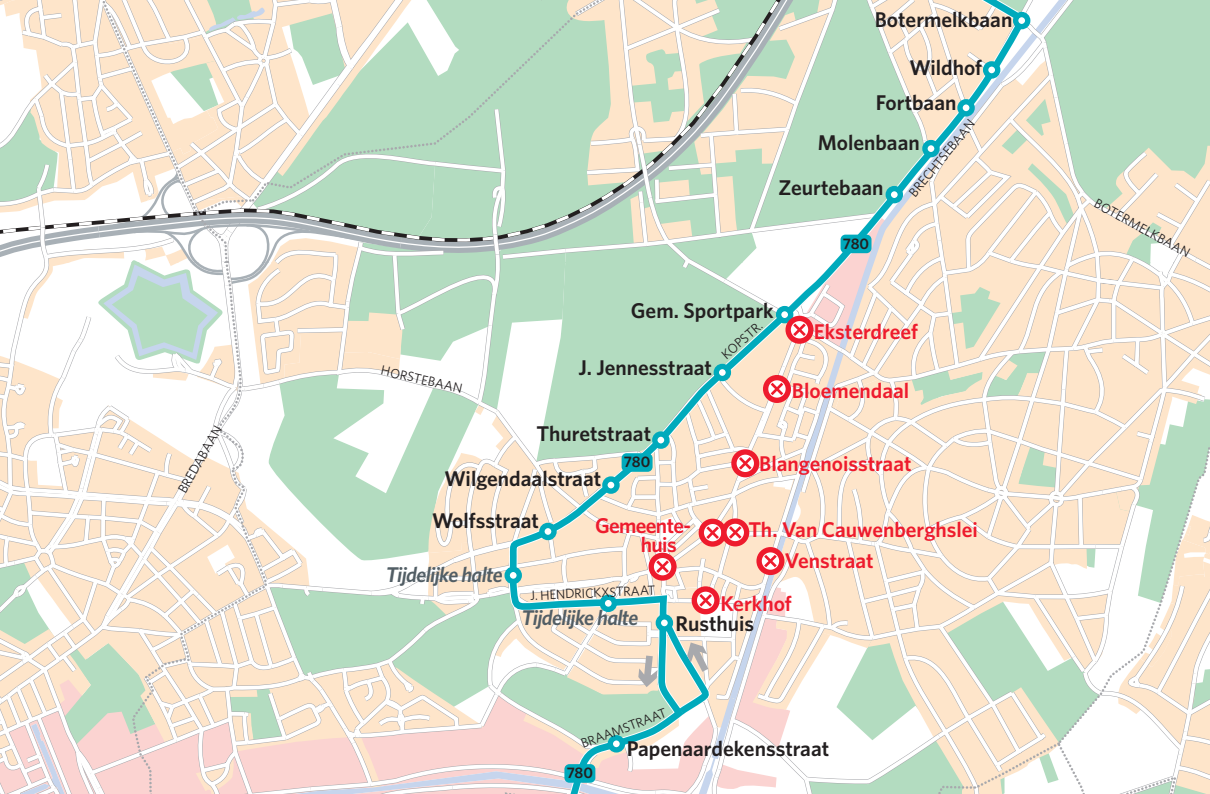 Botermelkbaan
Wildhof
Fortbaan
Molenbaan
BRECHTSEBAAN
Zeurtebaan
BOTERMELKBAAN
780
Gem. Sportpark
KOPSTR.
Eksterdreef
J. Jennesstraat
HORSTEBAAN
Bloemendaal
BREDABAAN
Thuretstraat
780
Blangenoisstraat
Wilgendaalstraat
Wolfsstraat
Gemeente-
huis
Th. Van Cauwenberghslei
Venstraat
Tijdelijke halte
J. HENDRICKXSTRAAT
Kerkhof
Tijdelijke halte
Rusthuis
BRAAMSTRAAT
Papenaardekensstraat
780